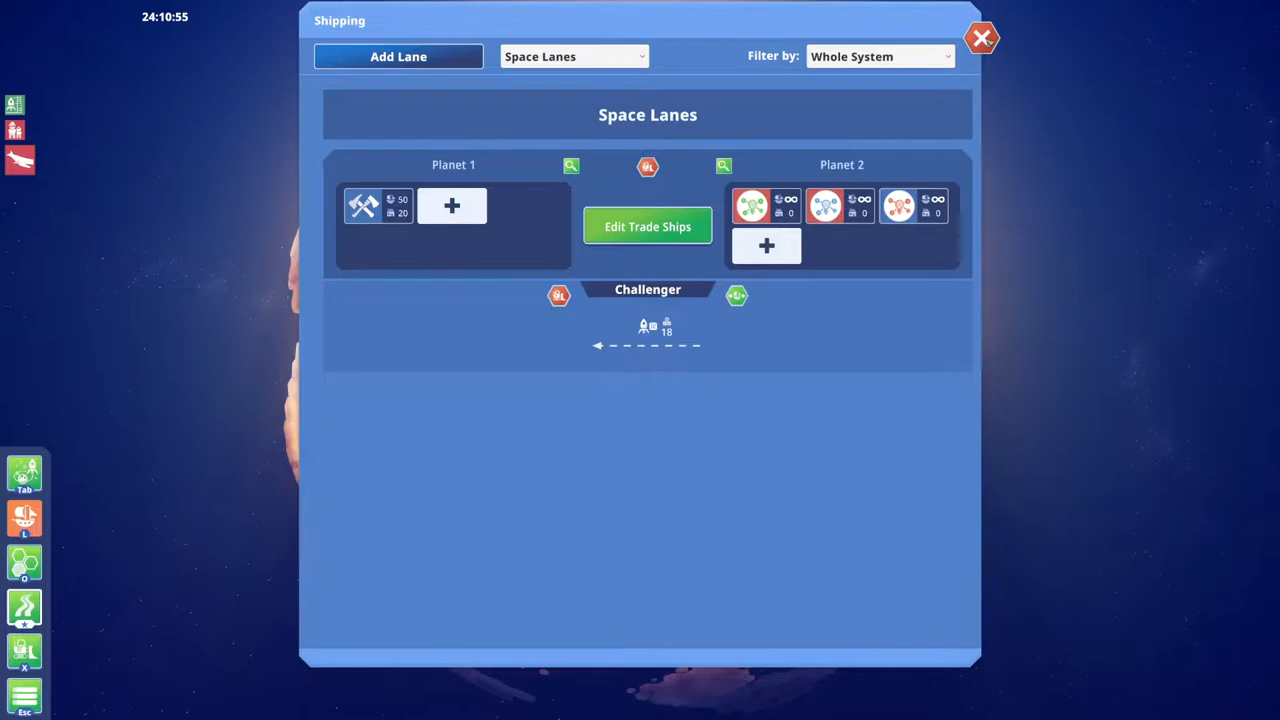 24:10:55
Shipping
Add Lane
Space Lanes
Filter by:
Whole System
Space Lanes
Planet 1
L
Planet 2
50
20
+
Edit Trade Ships
∞
0
∞
0
∞
0
+
L
Challenger
18
Tab
L
O
X
Esc